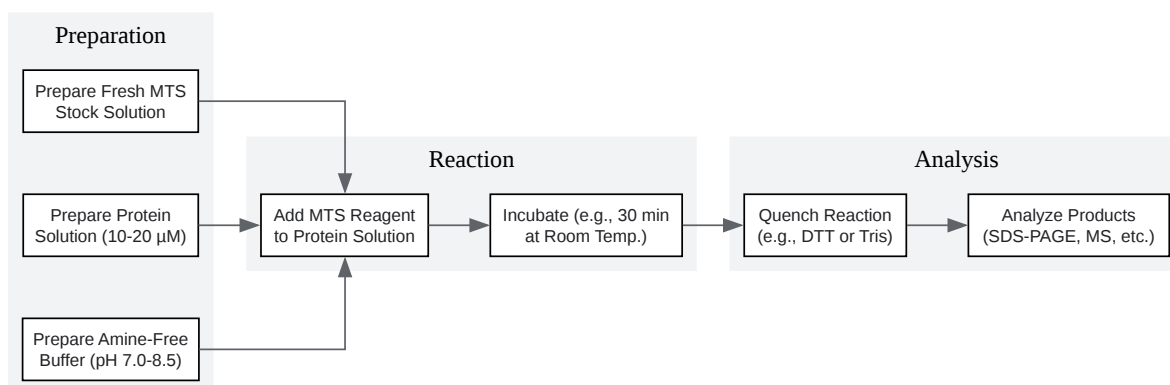 Preparation
Prepare Fresh MTS
Stock Solution
Prepare Protein
Solution (10-20 µM)
Prepare Amine-Free
Buffer (pH 7.0-8.5)
Reaction
Add MTS Reagent
to Protein Solution
Incubate (e.g., 30 min
at Room Temp.)
Analysis
Quench Reaction
(e.g., DTT or Tris)
Analyze Products
(SDS-PAGE, MS, etc.)